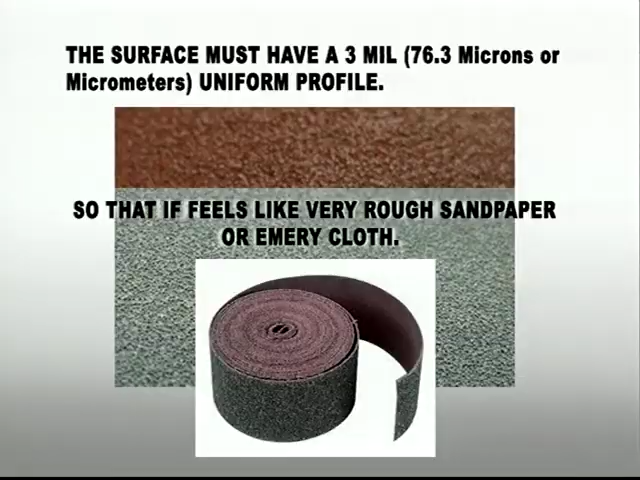 THE SURFACE MUST HAVE A 3 MIL (76.3 Microns or
Micrometers) UNIFORM PROFILE.
SO THAT IF FEELS LIKE VERY ROUGH SANDPAPER
OR EMERY CLOTH.